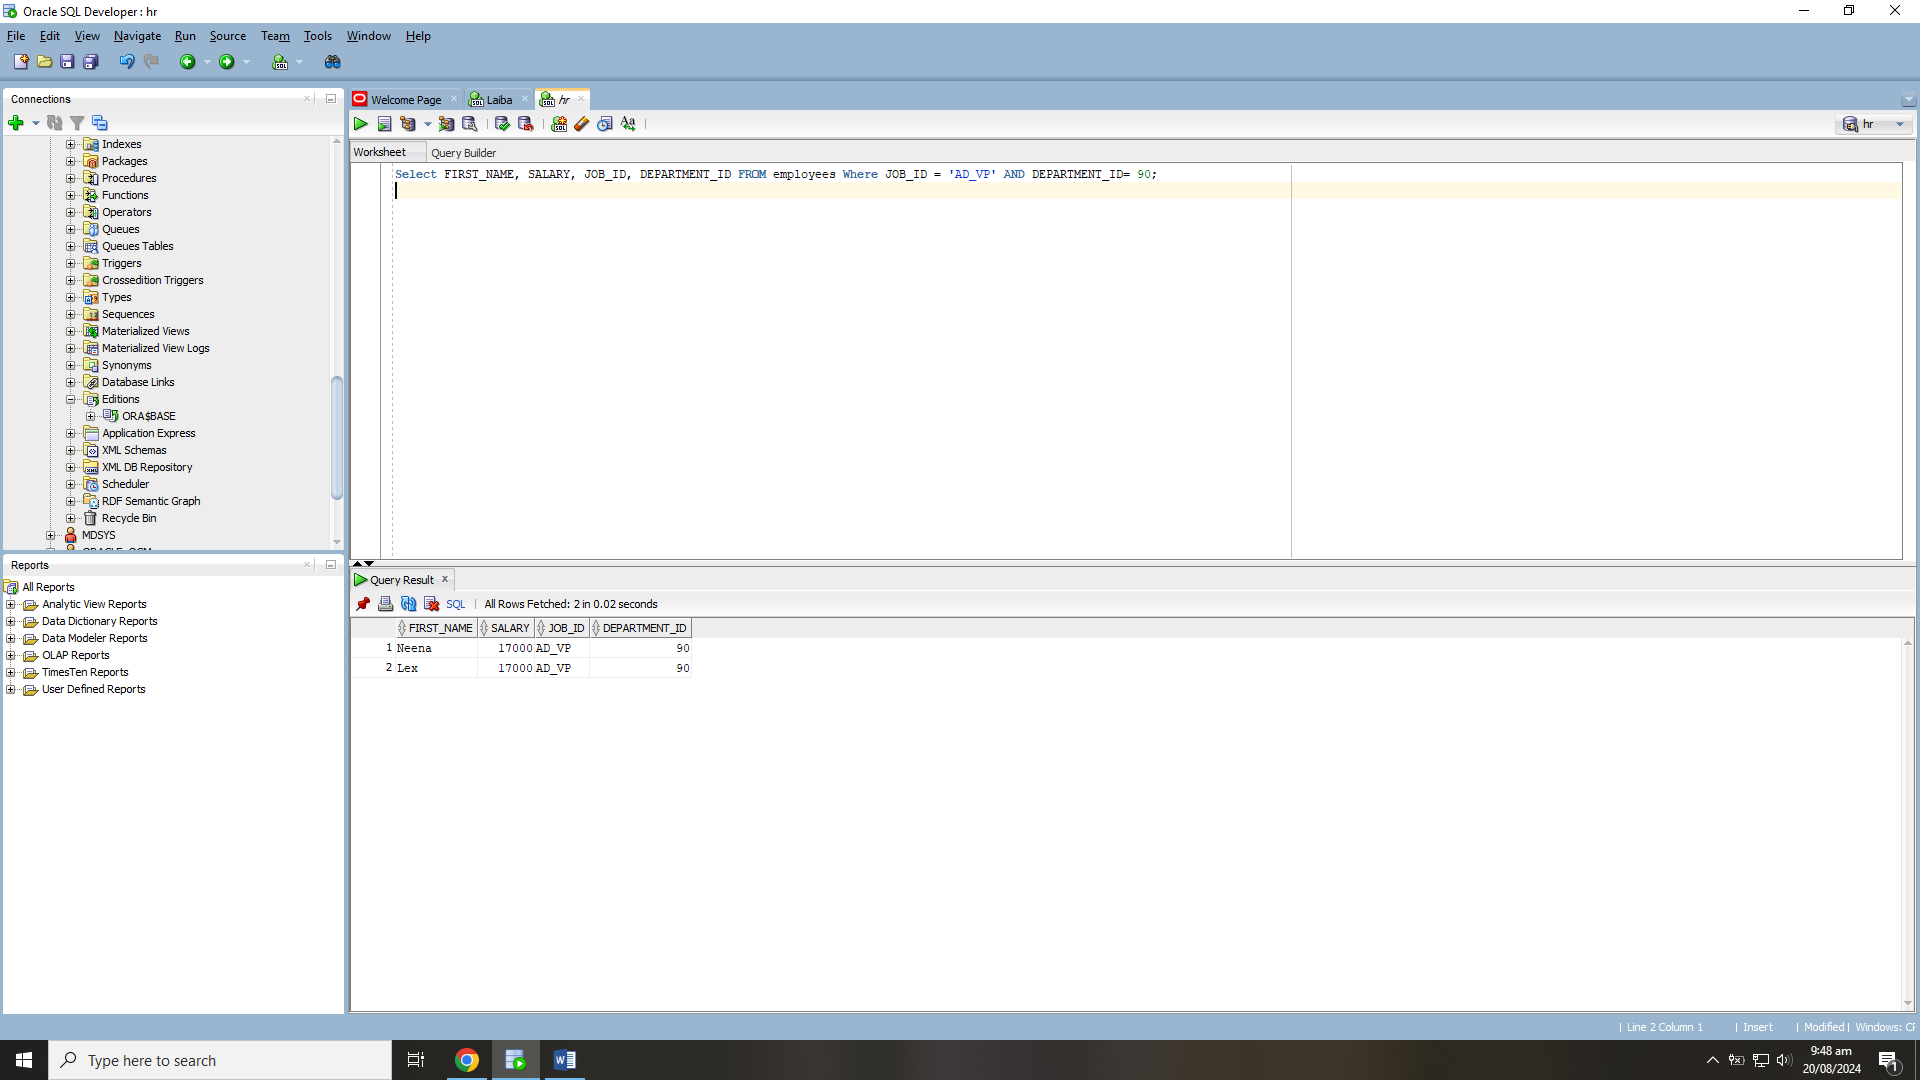 Oracle SQL Developer : hr
File Edit View Navigate Run Source Team Tools Window Help
Connections
Indexes
Packages
Procedures
Functions
Operators
Queues
Queues Tables
Triggers
Crossedition Triggers
Types
Sequences
Materialized Views
Materialized View Logs
Synonyms
Database Links
Editions
ORA$BASE
Application Express
XML Schemas
XML DB Repository
Scheduler
RDF Semantic Graph
Recycle Bin
MDSYS
Reports
All Reports
Analytic View Reports
Data Dictionary Reports
Data Modeler Reports
OLAP Reports
TimesTen Reports
User Defined Reports
Welcome Page Laiba hr
hr
Worksheet Query Builder
Select FIRST_NAME, SALARY, JOB_ID, DEPARTMENT_ID FROM employees Where JOB_ID = 'AD_VP' AND DEPARTMENT_ID= 90;
Query Result
SQL | All Rows Fetched: 2 in 0.02 seconds
FIRST_NAME SALARY JOB_ID DEPARTMENT_ID
1 Neena 17000 AD_VP 90
2 Lex 17000 AD_VP 90
| Line 2 Column 1 | Insert | Modified | Windows:
Type here to search
9:48 am
20/08/2024
1